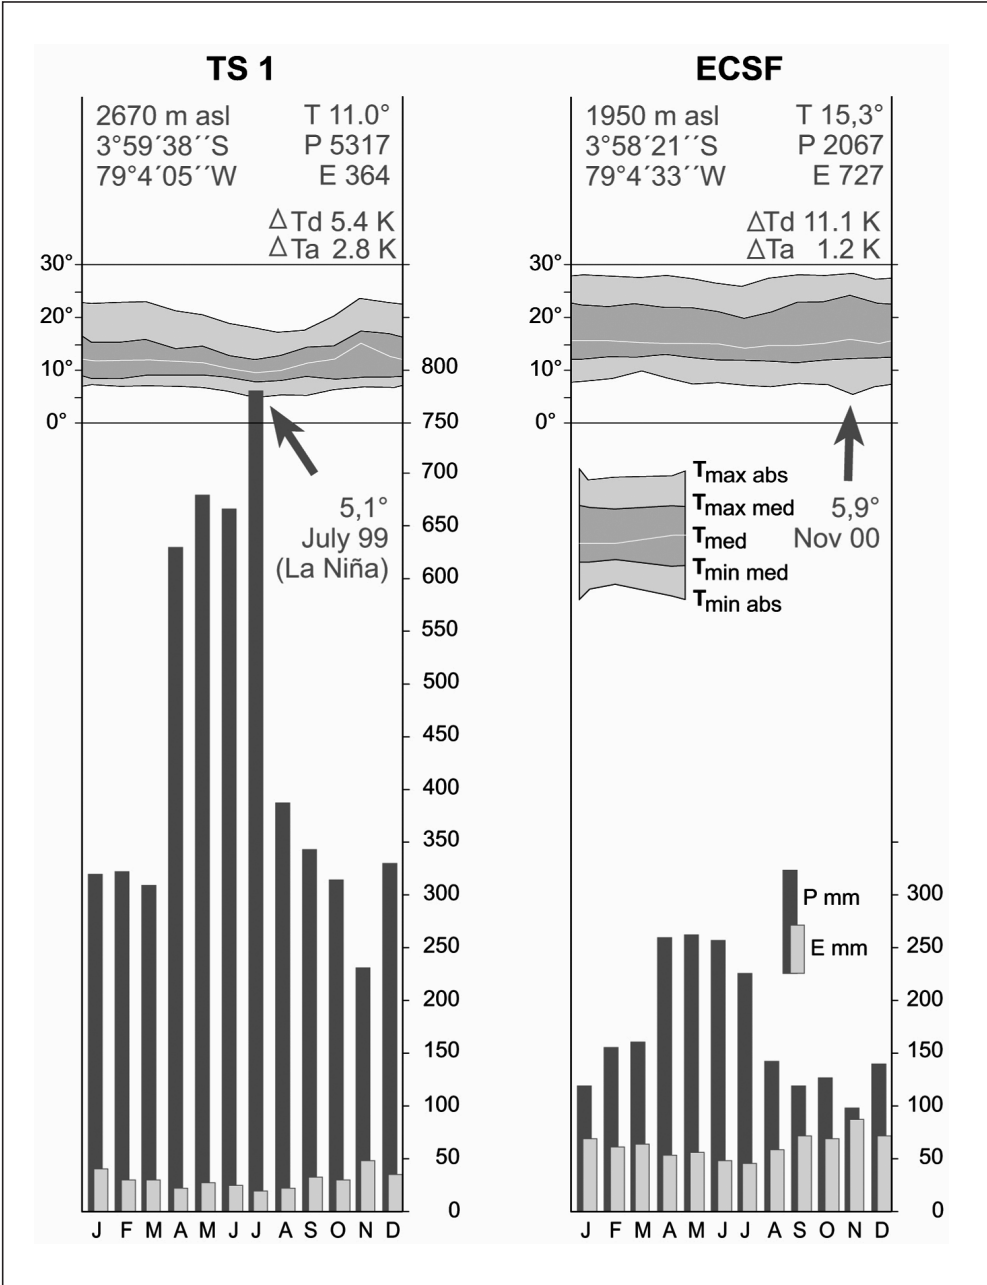 TS 1
2670 m asl T 11.0°
3°59´38´´S P 5317
79°4´05´´W E 364
Δ Td 5.4 K
Δ Ta 2.8 K
30°
20°
10°
0°
800
750
700
650
600
550
500
450
400
350
300
250
200
150
100
50
0
5,1°
July 99
(La Niña)
J F M A M J J A S O N D
ECSF
1950 m asl T 15,3°
3°58´21´´S P 2067
79°4´33´´W E 727
ΔTd 11.1 K
ΔTa 1.2 K
30°
20°
10°
0°
Tmax abs
Tmax med
Tmed
Tmin med
Tmin abs
5,9°
Nov 00
P mm
E mm
300
250
200
150
100
50
0
J F M A M J J A S O N D